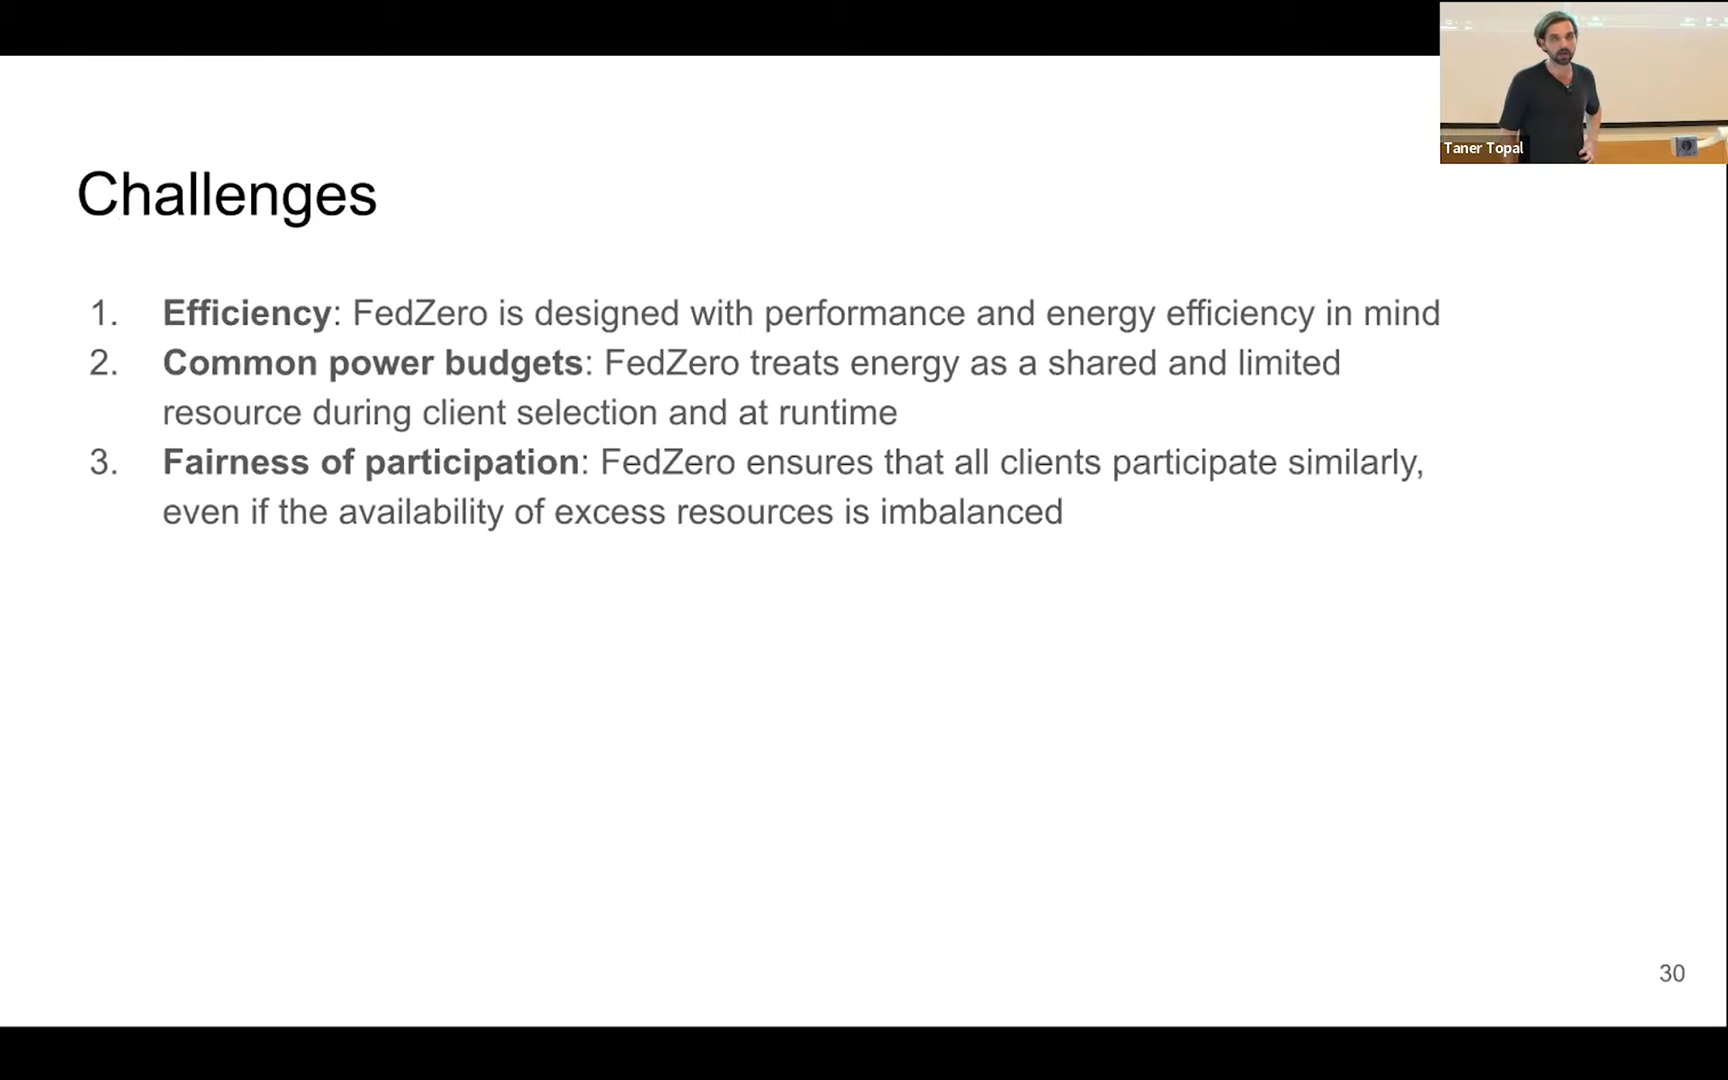 Taner Topal
Challenges
1. Efficiency: FedZero is designed with performance and energy efficiency in mind
2. Common power budgets: FedZero treats energy as a shared and limited
resource during client selection and at runtime
3. Fairness of participation: FedZero ensures that all clients participate similarly,
even if the availability of excess resources is imbalanced
30